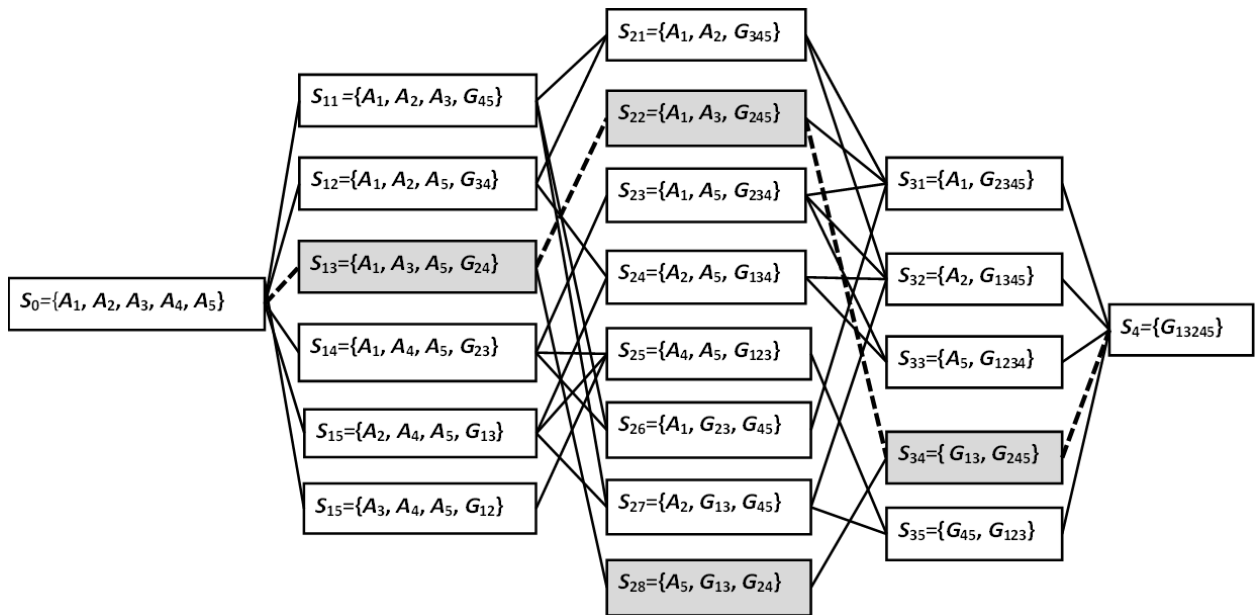 S0={A1, A2, A3, A4, A5}
S11={A1, A2, A3, G45}
S12={A1, A2, A5, G34}
S13={A1, A3, A5, G24}
S14={A1, A4, A5, G23}
S15={A2, A4, A5, G13}
S15={A3, A4, A5, G12}
S21={A1, A2, G345}
S22={A1, A3, G245}
S23={A1, A5, G234}
S24={A2, A5, G134}
S25={A4, A5, G123}
S26={A1, G23, G45}
S27={A2, G13, G45}
S28={A5, G13, G24}
S31={A1, G2345}
S32={A2, G1345}
S33={A5, G1234}
S34={ G13, G245}
S35={G45, G123}
S4={G13245}